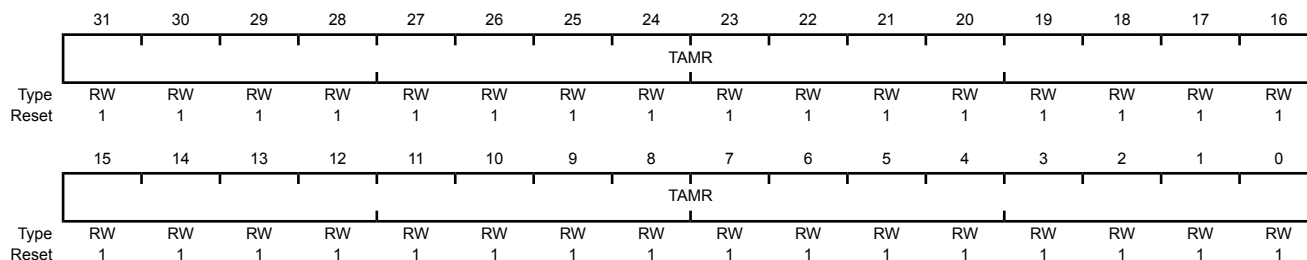 31 30 29 28 27 26 25 24 23 22 21 20 19 18 17 16
TAMR
Type RW RW RW RW RW RW RW RW RW RW RW RW RW RW RW RW
Reset 1 1 1 1 1 1 1 1 1 1 1 1 1 1 1 1
15 14 13 12 11 10 9 8 7 6 5 4 3 2 1 0
TAMR
Type RW RW RW RW RW RW RW RW RW RW RW RW RW RW RW RW
Reset 1 1 1 1 1 1 1 1 1 1 1 1 1 1 1 1